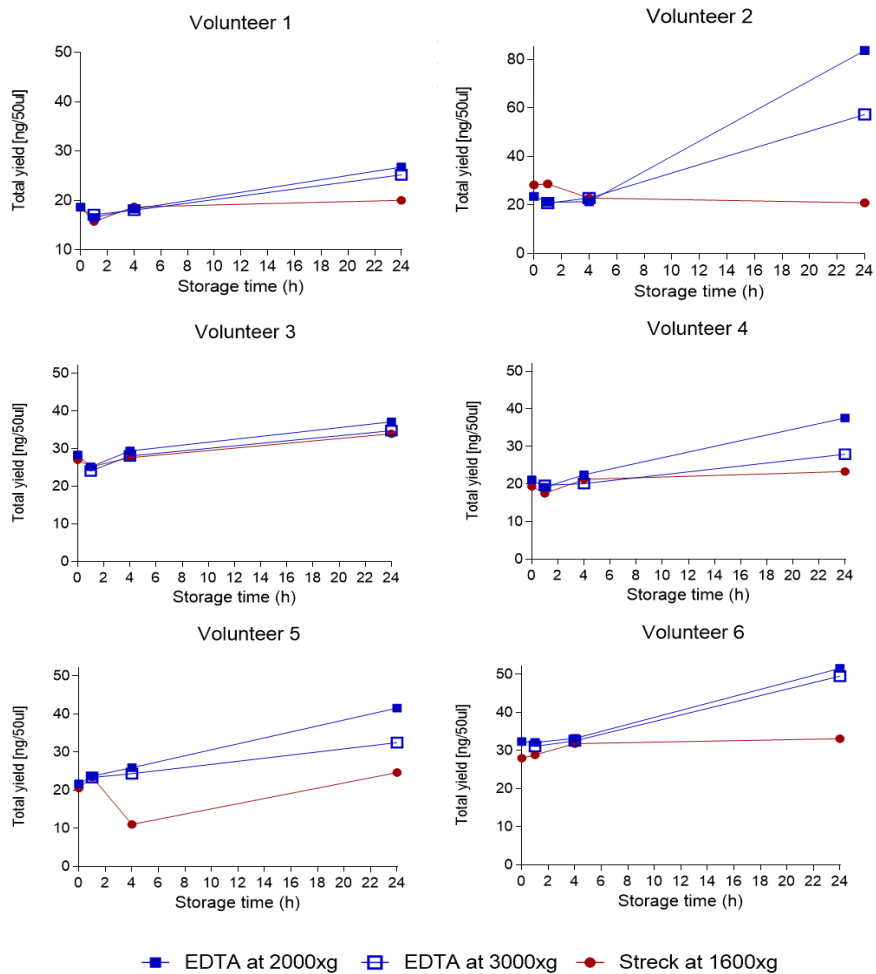 Volunteer 1
Total yield [ng/50ul]
50
40
30
20
10
0 2 4 6 8 10 12 14 16 18 20 22 24
Storage time (h)
Volunteer 2
Total yield [ng/50ul]
80
60
40
20
0
0 2 4 6 8 10 12 14 16 18 20 22 24
Storage time (h)
Volunteer 3
Total yield [ng/50ul]
50
40
30
20
10
0
0 2 4 6 8 10 12 14 16 18 20 22 24
Storage time (h)
Volunteer 4
Total yield [ng/50ul]
50
40
30
20
10
0
0 2 4 6 8 10 12 14 16 18 20 22 24
Storage time (h)
Volunteer 5
Total yield [ng/50ul]
50
40
30
20
10
0
0 2 4 6 8 10 12 14 16 18 20 22 24
Storage time (h)
Volunteer 6
Total yield [ng/50ul]
50
40
30
20
10
0
0 2 4 6 8 10 12 14 16 18 20 22 24
Storage time (h)
EDTA at 2000xg EDTA at 3000xg Streck at 1600xg